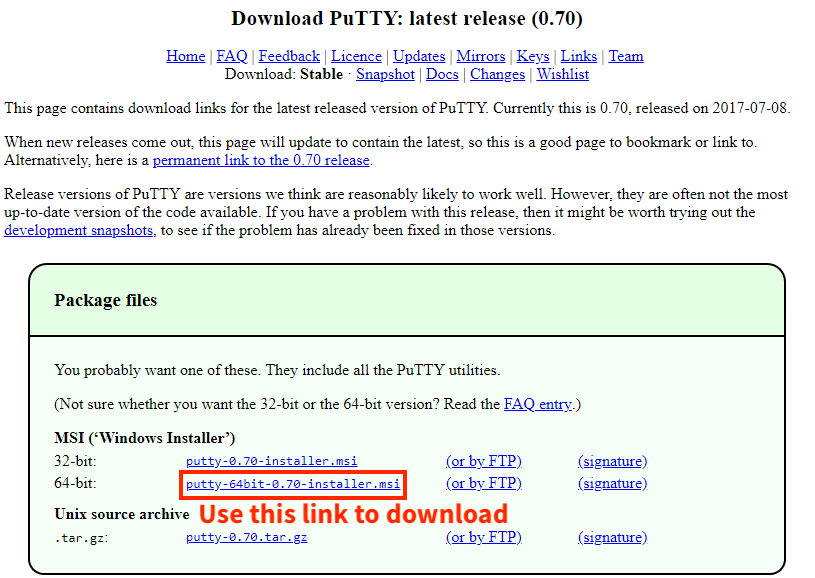 Download PuTTY: latest release (0.70)
Home | FAQ | Feedback | Licence | Updates | Mirrors | Keys | Links | Team
Download: Stable · Snapshot | Docs | Changes | Wishlist
This page contains download links for the latest released version of PuTTY. Currently this is 0.70, released on 2017-07-08.
When new releases come out, this page will update to contain the latest, so this is a good page to bookmark or link to.
Alternatively, here is a permanent link to the 0.70 release.
Release versions of PuTTY are versions we think are reasonably likely to work well. However, they are often not the most
up-to-date version of the code available. If you have a problem with this release, then it might be worth trying out the
development snapshots, to see if the problem has already been fixed in those versions.
Package files
You probably want one of these. They include all the PuTTY utilities.
(Not sure whether you want the 32-bit or the 64-bit version? Read the FAQ entry.)
MSI (‘Windows Installer’)
32-bit: putty-0.70-installer.msi (or by FTP) (signature)
64-bit: putty-64bit-0.70-installer.msi (or by FTP) (signature)
Unix source archive Use this link to download
.tar.gz: putty-0.70.tar.gz (or by FTP) (signature)